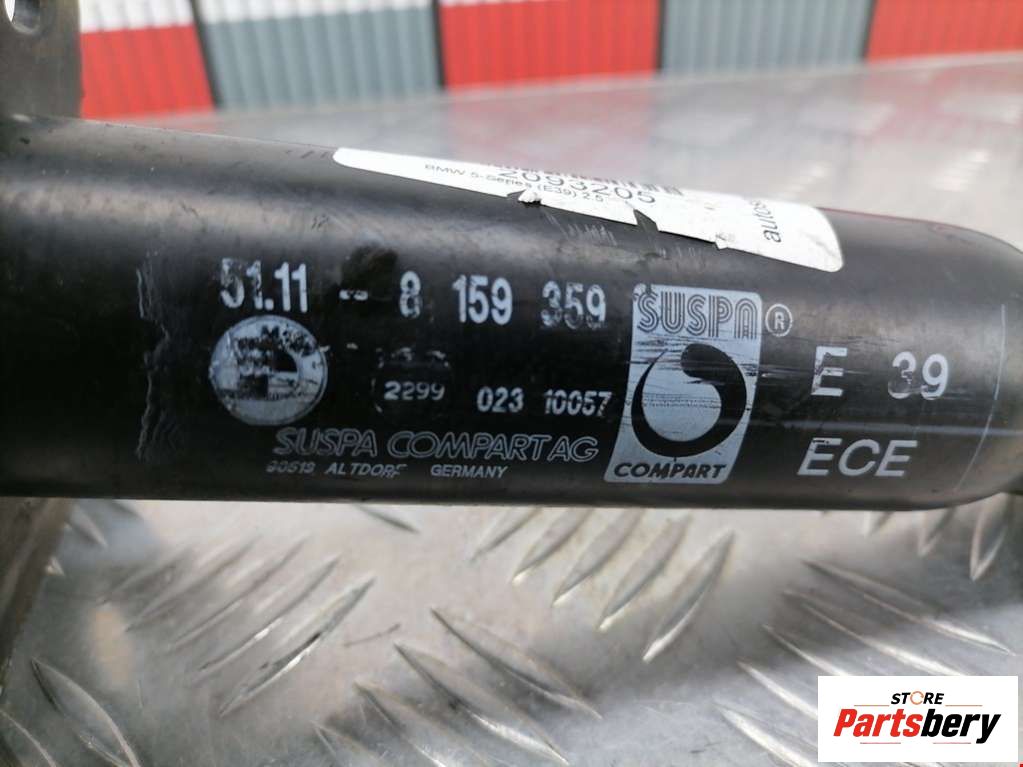 2093205
BMW 5-Series (E39) 2.5
51.11 - 8 159 359
SUSPA ®
BMW
2299
023 10057
E 39
SUSPA COMPART AG
COMPART
ECE
ALTDORF GERMANY
STORE
Partsbery